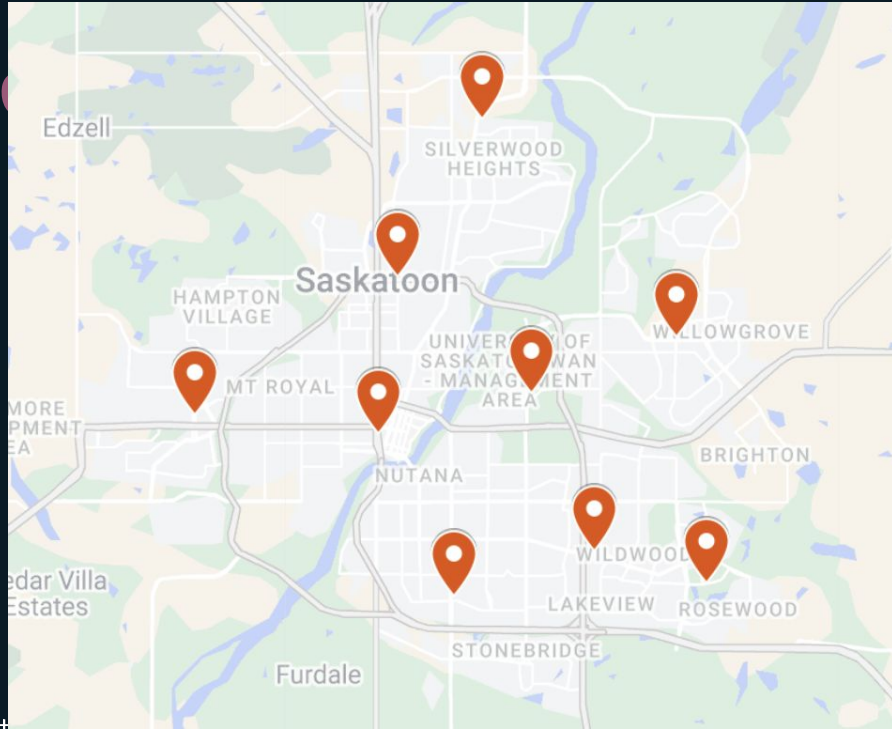 Edzell
SILVERWOOD
HEIGHTS
Saskatoon
HAMPTON
VILLAGE
WILLOWGROVE
UNIVERSITY OF
SASKATCHEWAN
- MANAGEMENT
AREA
MT ROYAL
MORE
PMENT
EA
BRIGHTON
NUTANA
WILDWOOD
edar Villa
Estates
LAKEVIEW
ROSEWOOD
STONEBRIDGE
Furdale